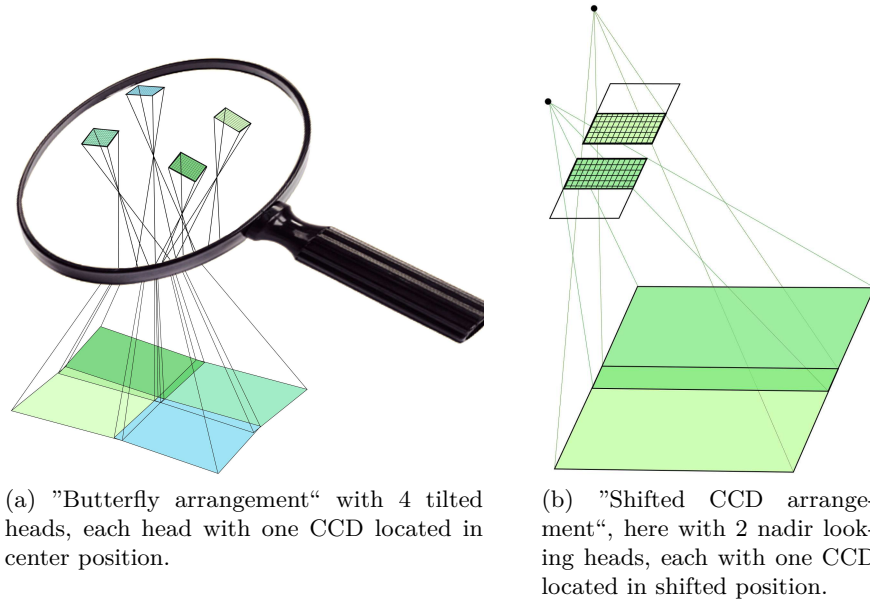 (a) ”Butterfly arrangement“ with 4 tilted
heads, each head with one CCD located in
center position.
(b) ”Shifted CCD arrange-
ment“, here with 2 nadir look-
ing heads, each with one CCD
located in shifted position.